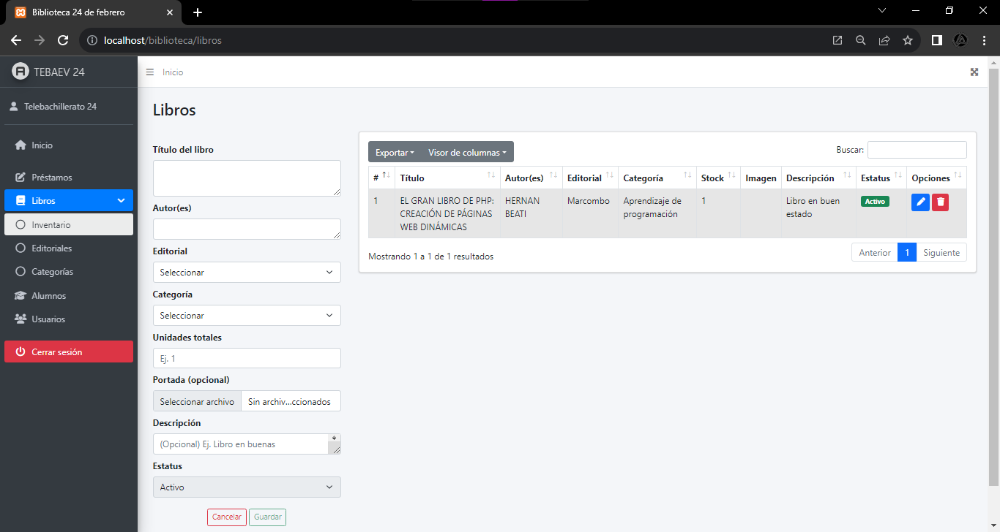 Biblioteca 24 de febrero
localhost/biblioteca/libros
TEBAEV 24
Telebachillerato 24
Inicio
Préstamos
Libros
Inventario
Editoriales
Categorías
Alumnos
Usuarios
Cerrar sesión
Inicio
Libros
Título del libro
Autor(es)
Editorial
Seleccionar
Categoría
Seleccionar
Unidades totales
Ej. 1
Portada (opcional)
Seleccionar archivo Sin archiv...ccionados
Descripción
(Opcional) Ej. Libro en buenas
Estatus
Activo
Cancelar Guardar
Exportar Visor de columnas Buscar:
# Título Autor(es) Editorial Categoría Stock Imagen Descripción Estatus Opciones
1 EL GRAN LIBRO DE PHP: HERNAN Marcombo Aprendizaje de 1 Libro en buen Activo
CREACIÓN DE PÁGINAS BEATI programación estado
WEB DINÁMICAS
Mostrando 1 a 1 de 1 resultados Anterior 1 Siguiente